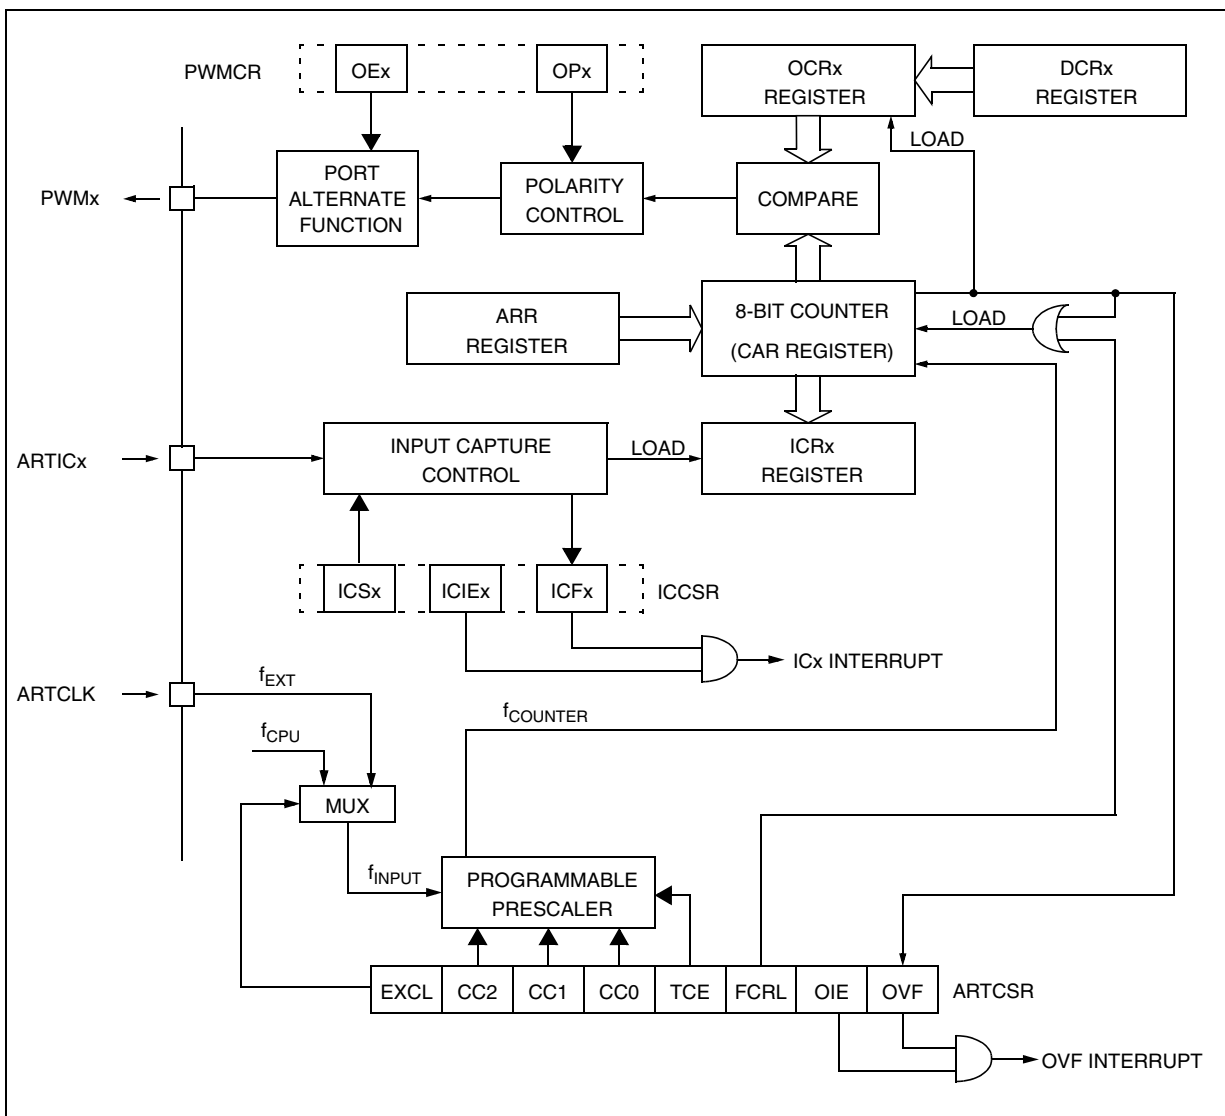 PWMCR
OEx
OPx
OCRx
REGISTER
DCRx
REGISTER
LOAD
PWMx
PORT
ALTERNATE
FUNCTION
POLARITY
CONTROL
COMPARE
ARR
REGISTER
8-BIT COUNTER
(CAR REGISTER)
LOAD
ARTICx
INPUT CAPTURE
CONTROL
LOAD
ICRx
REGISTER
ICSx
ICIEx
ICFx
ICCSR
ICx INTERRUPT
ARTCLK
fEXT
fCPU
fCOUNTER
MUX
fINPUT
PROGRAMMABLE
PRESCALER
EXCL
CC2
CC1
CC0
TCE
FCRL
OIE
OVF
ARTCSR
OVF INTERRUPT